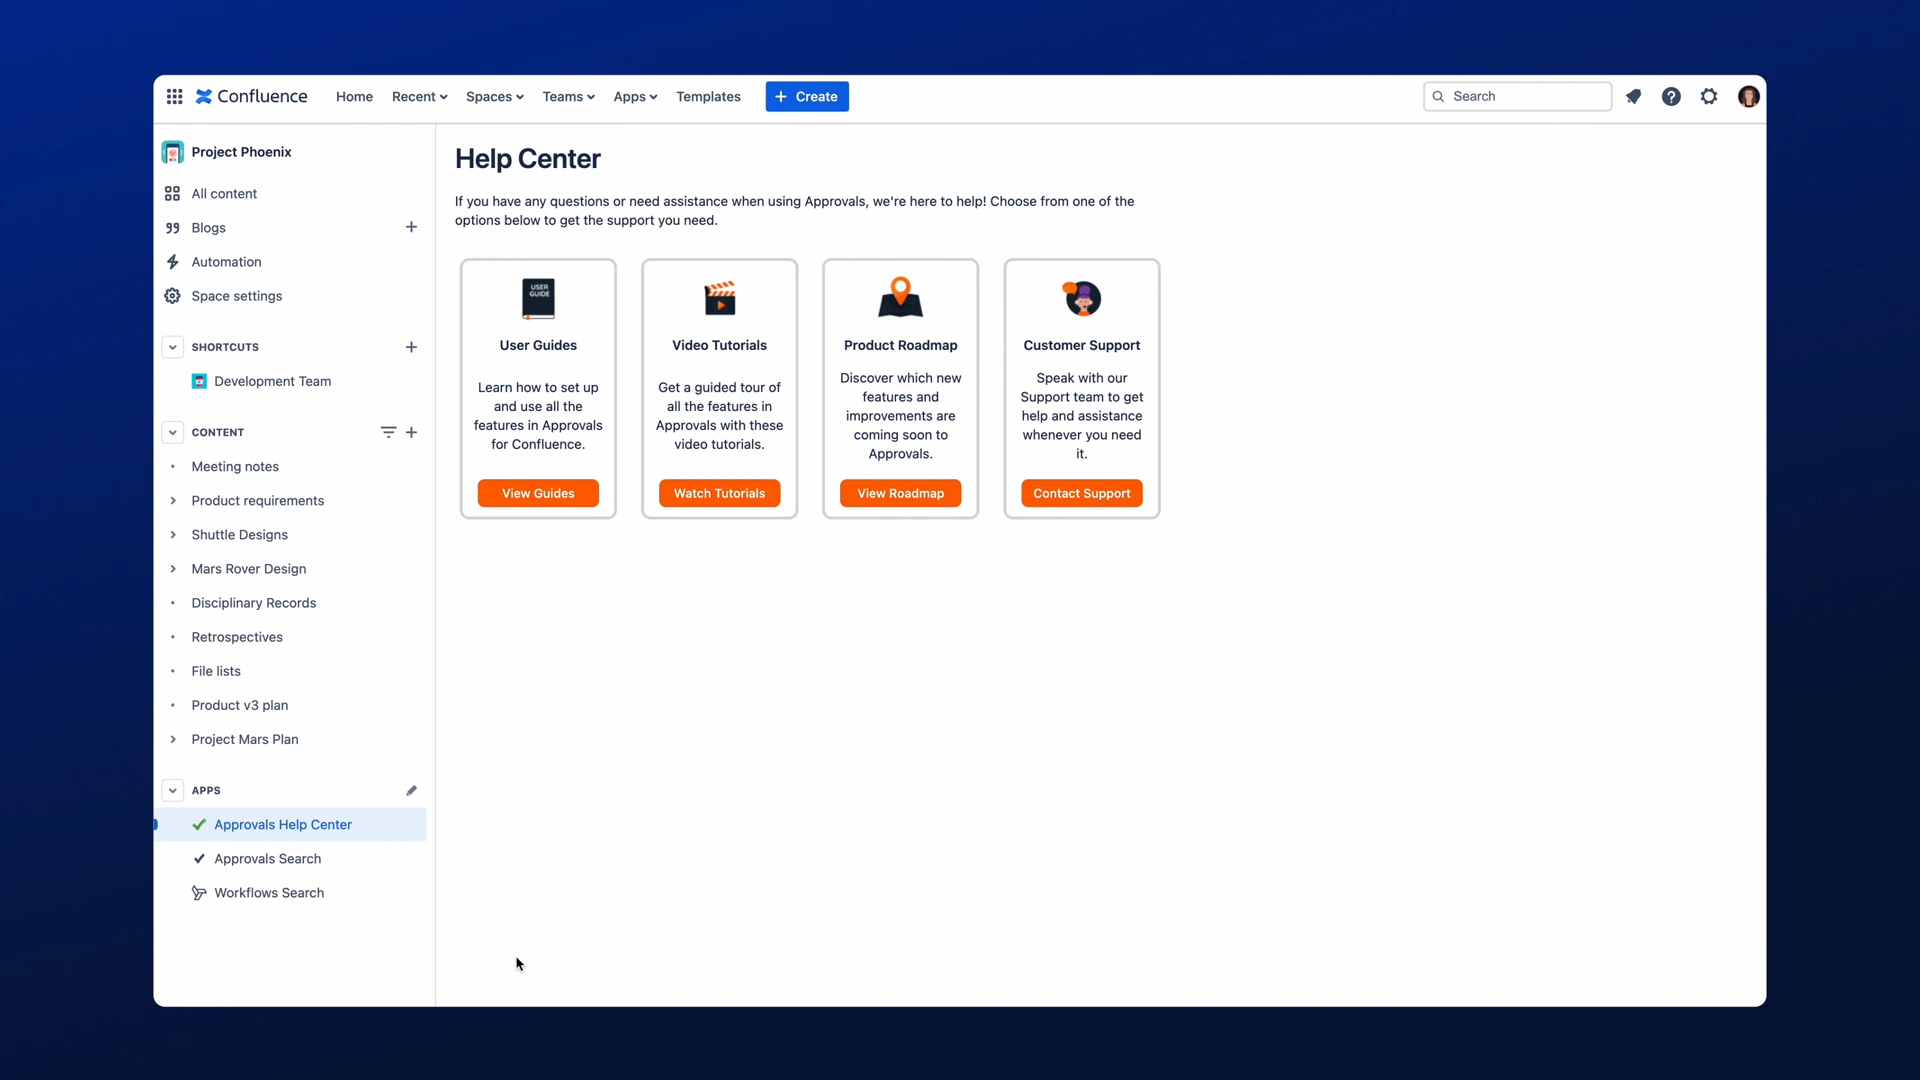 Confluence
Home
Recent
Spaces
Teams
Apps
Templates
Create
Search
Project Phoenix
All content
Blogs
Automation
Space settings
SHORTCUTS
Development Team
CONTENT
Meeting notes
Product requirements
Shuttle Designs
Mars Rover Design
Disciplinary Records
Retrospectives
File lists
Product v3 plan
Project Mars Plan
APPS
Approvals Help Center
Approvals Search
Workflows Search
Help Center
If you have any questions or need assistance when using Approvals, we're here to help! Choose from one of the
options below to get the support you need.
USER
GUIDE
User Guides
Learn how to set up
and use all the
features in Approvals
for Confluence.
View Guides
Video Tutorials
Get a guided tour of
all the features in
Approvals with these
video tutorials.
Watch Tutorials
Product Roadmap
Discover which new
features and
improvements are
coming soon to
Approvals.
View Roadmap
Customer Support
Speak with our
Support team to get
help and assistance
whenever you need
it.
Contact Support